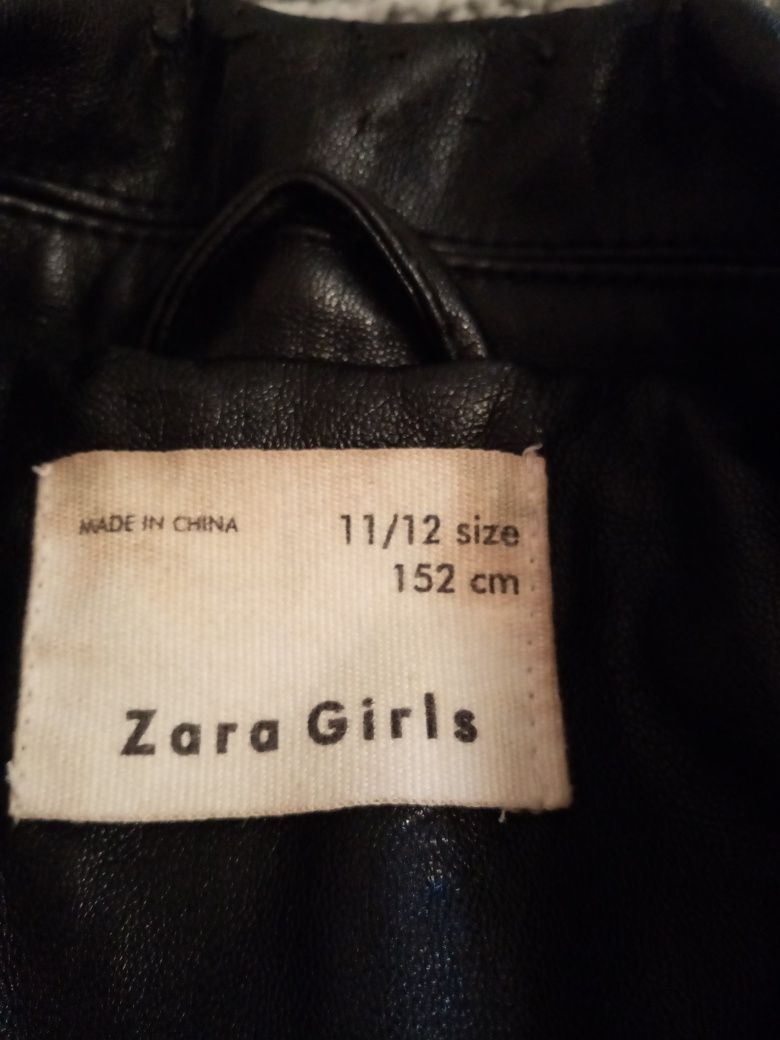 MADE IN CHINA
11/12 size
152 cm
Zara Girls